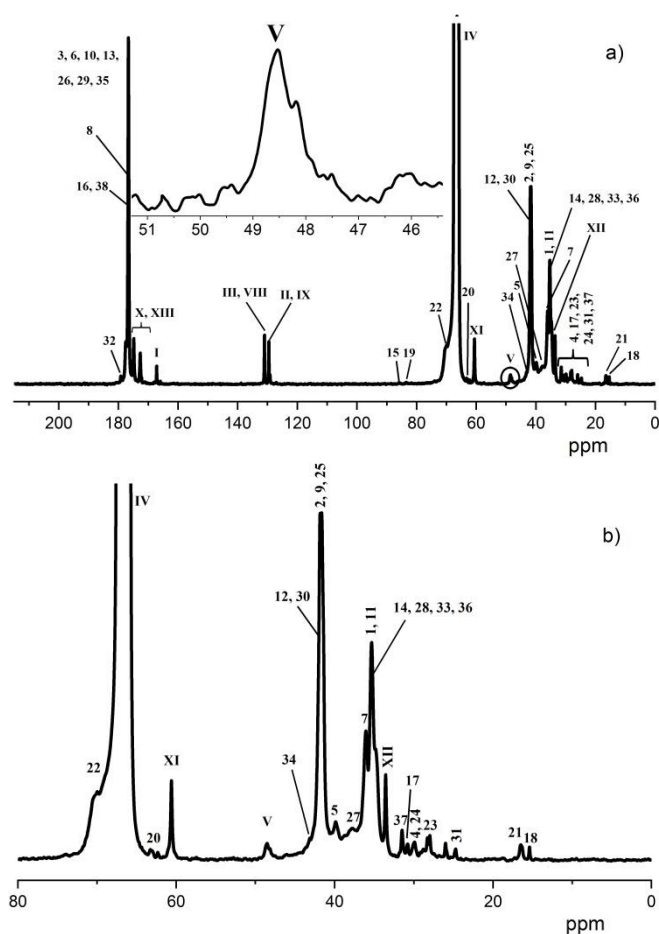 V
IV
a)
3, 6, 10, 13,
26, 29, 35
8
16, 38
51 50 49 48 47 46
2, 9, 25
12, 30
14, 28, 33, 36
1, 11
7
XII
27
5
34
III, VIII
II, IX
X, XIII
I
32
22
20
XI
15
19
V
4, 17, 23,
24, 31, 37
21
18
200 180 160 140 120 100 80 60 40 20 0
ppm
IV
b)
2, 9, 25
12, 30
1, 11
14, 28, 33, 36
22
XI
34
7
XII
17
20
V
5
27
37
4, 24
23
31
21
18
80 60 40 20 0
ppm